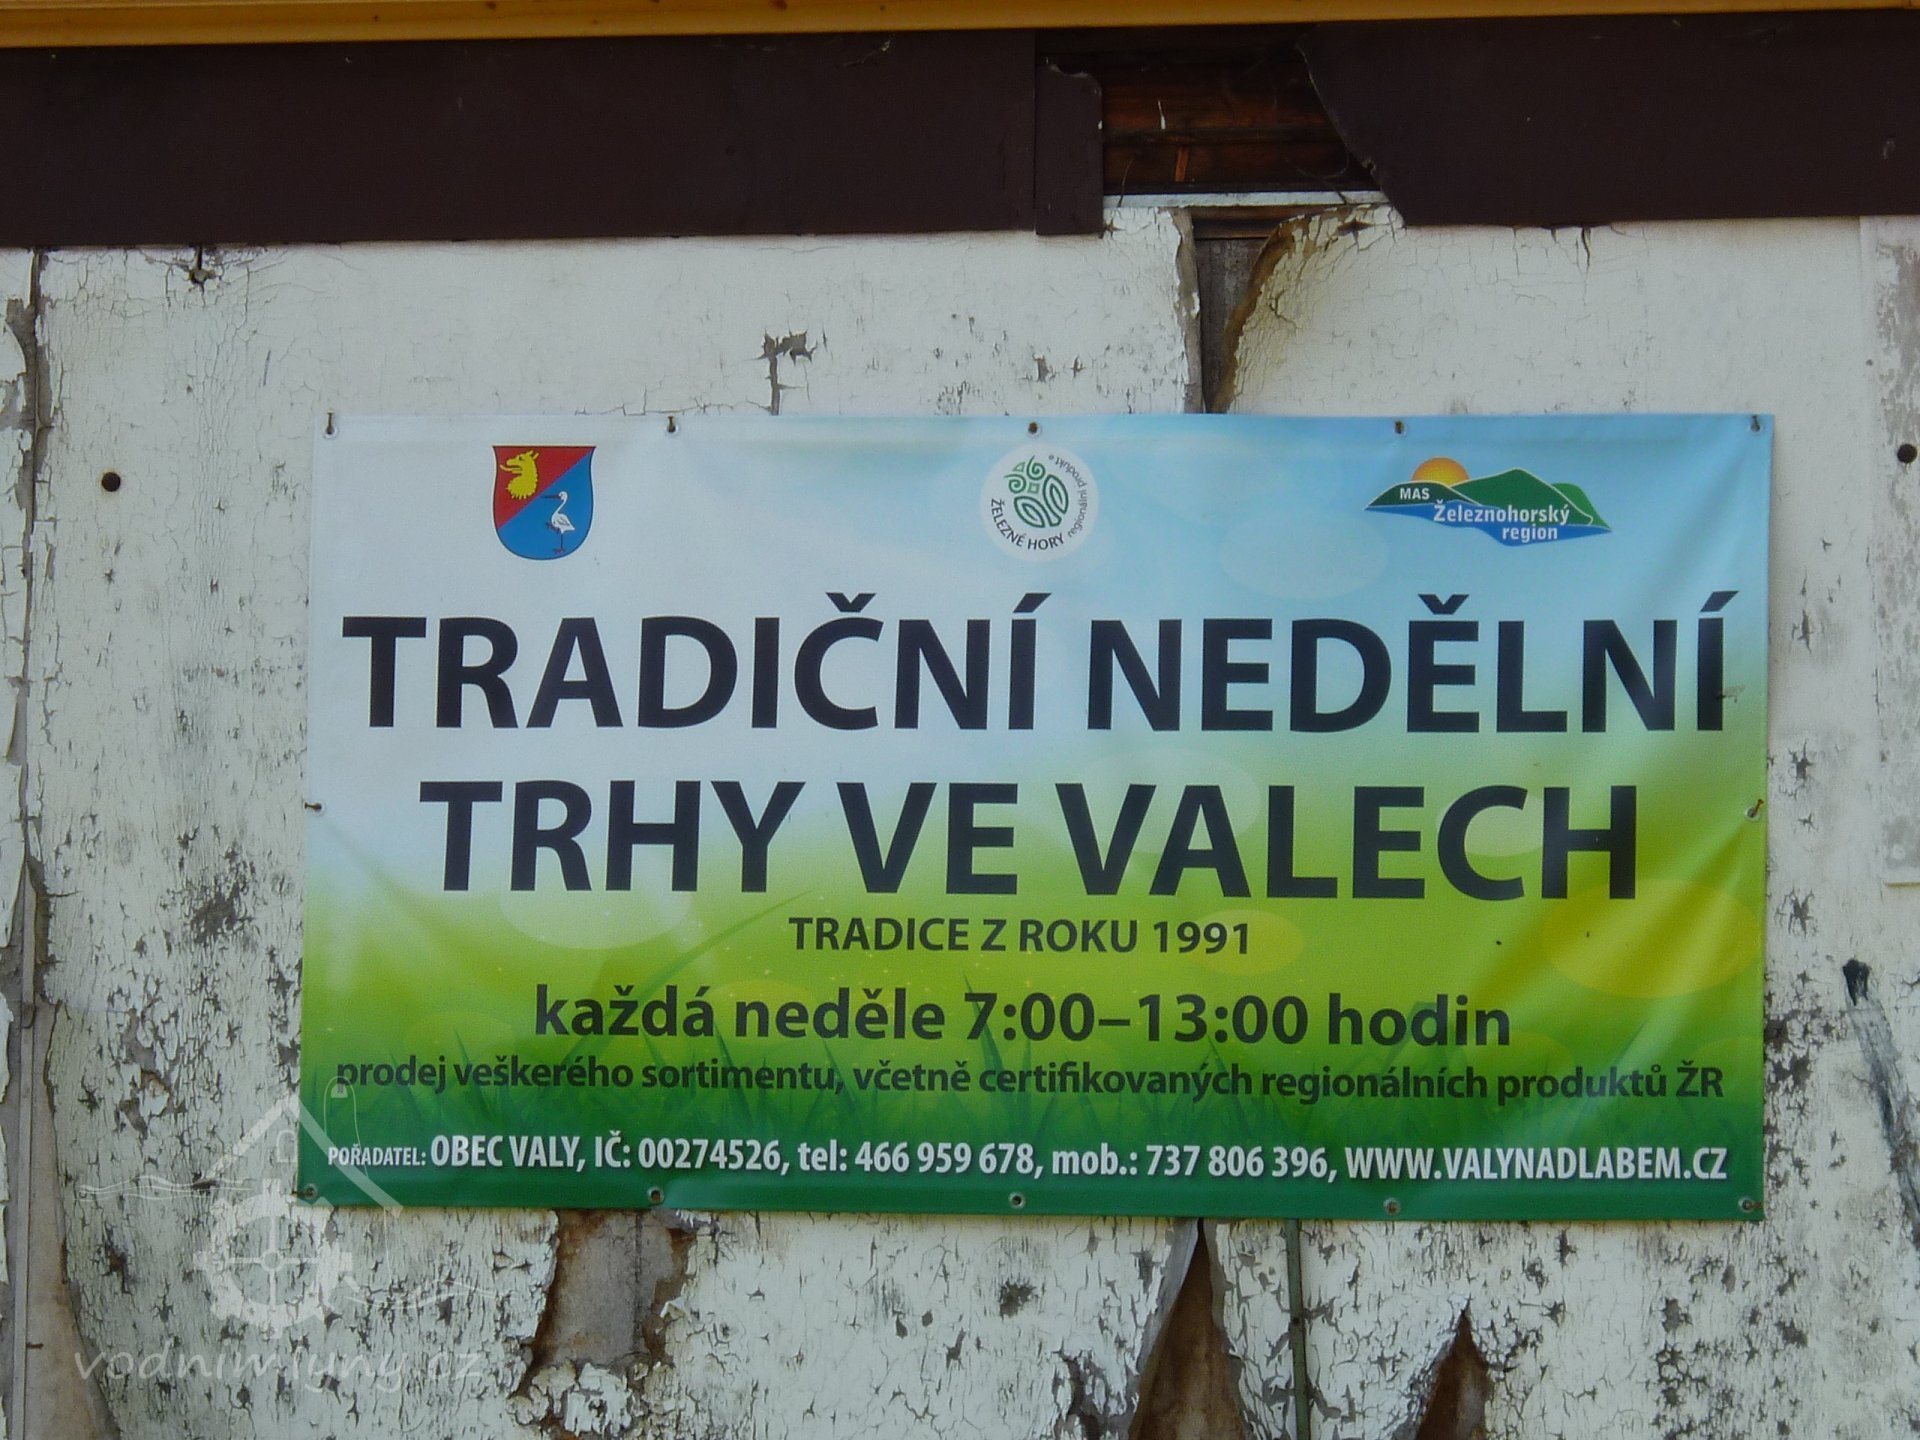 ŽELEZNÉ HORY regionální produkt®
MAS
Železnohorský
region
TRADIČNÍ NEDĚLNÍ
TRHY VE VALECH
TRADICE Z ROKU 1991
každá neděle 7:00–13:00 hodin
prodej veškerého sortimentu, včetně certifikovaných regionálních produktů ŽR
POŘADATEL: OBEC VALY, IČ: 00274526, tel: 466 959 678, mob.: 737 806 396, WWW.VALYNADLABEM.CZ
vodnimlyny.cz